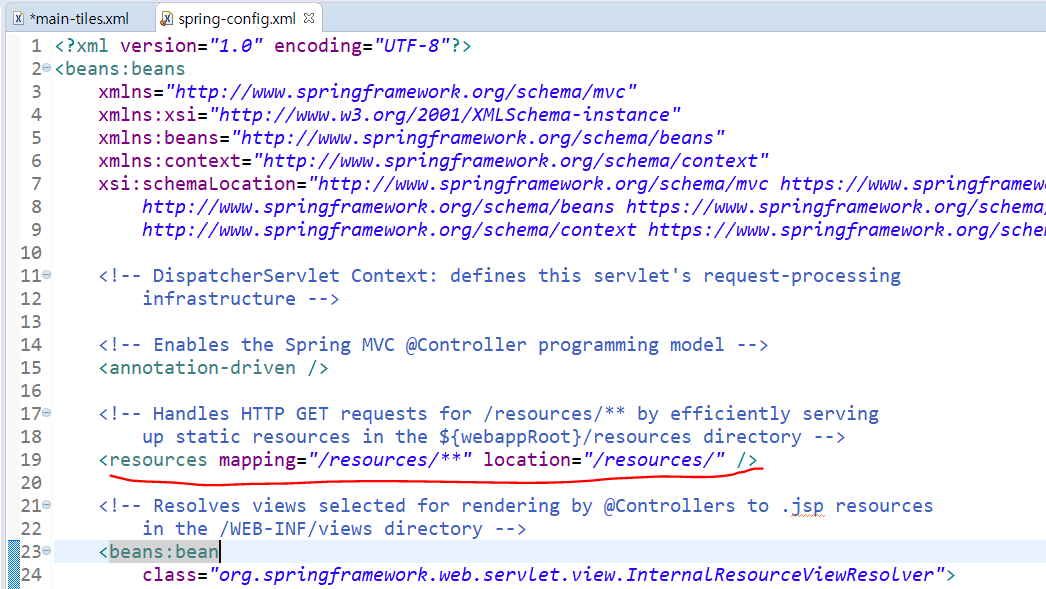 *main-tiles.xml spring-config.xml
1 <?xml version="1.0" encoding="UTF-8"?>
2 <beans:beans
3 xmlns="http://www.springframework.org/schema/mvc"
4 xmlns:xsi="http://www.w3.org/2001/XMLSchema-instance"
5 xmlns:beans="http://www.springframework.org/schema/beans"
6 xmlns:context="http://www.springframework.org/schema/context"
7 xsi:schemaLocation="http://www.springframework.org/schema/mvc https://www.springframew
8 http://www.springframework.org/schema/beans https://www.springframework.org/schema/
9 http://www.springframework.org/schema/context https://www.springframework.org/sche
10
11 <!-- DispatcherServlet Context: defines this servlet's request-processing
12 infrastructure -->
13
14 <!-- Enables the Spring MVC @Controller programming model -->
15 <annotation-driven />
16
17 <!-- Handles HTTP GET requests for /resources/** by efficiently serving
18 up static resources in the ${webappRoot}/resources directory -->
19 <resources mapping="/resources/**" location="/resources/" />
20
21 <!-- Resolves views selected for rendering by @Controllers to .jsp resources
22 in the /WEB-INF/views directory -->
23 <beans:bean
24 class="org.springframework.web.servlet.view.InternalResourceViewResolver">